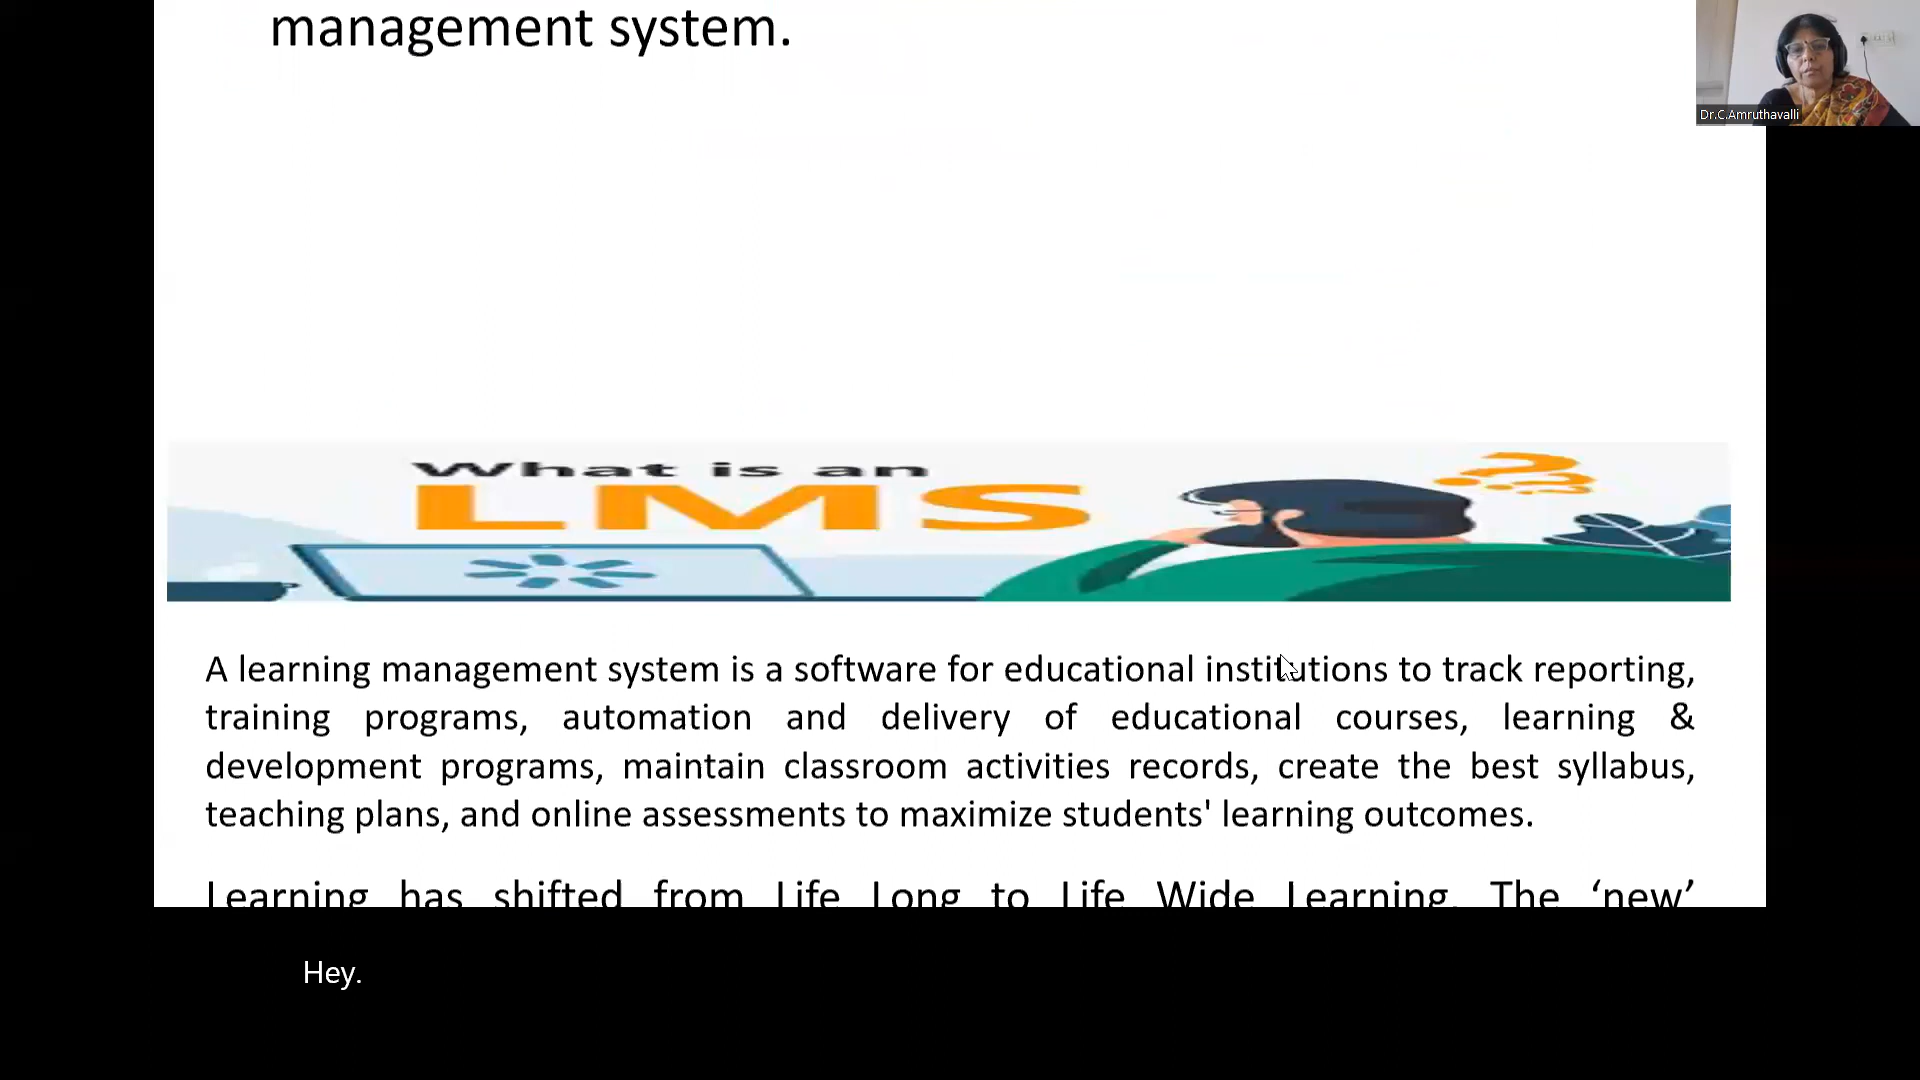 management system.
Dr.C.Amruthavalli
What is an
LMS
A learning management system is a software for educational institutions to track reporting,
training programs, automation and delivery of educational courses, learning &
development programs, maintain classroom activities records, create the best syllabus,
teaching plans, and online assessments to maximize students' learning outcomes.
Learning has shifted from Life Long to Life Wide Learning. The ‘new’
Hey.